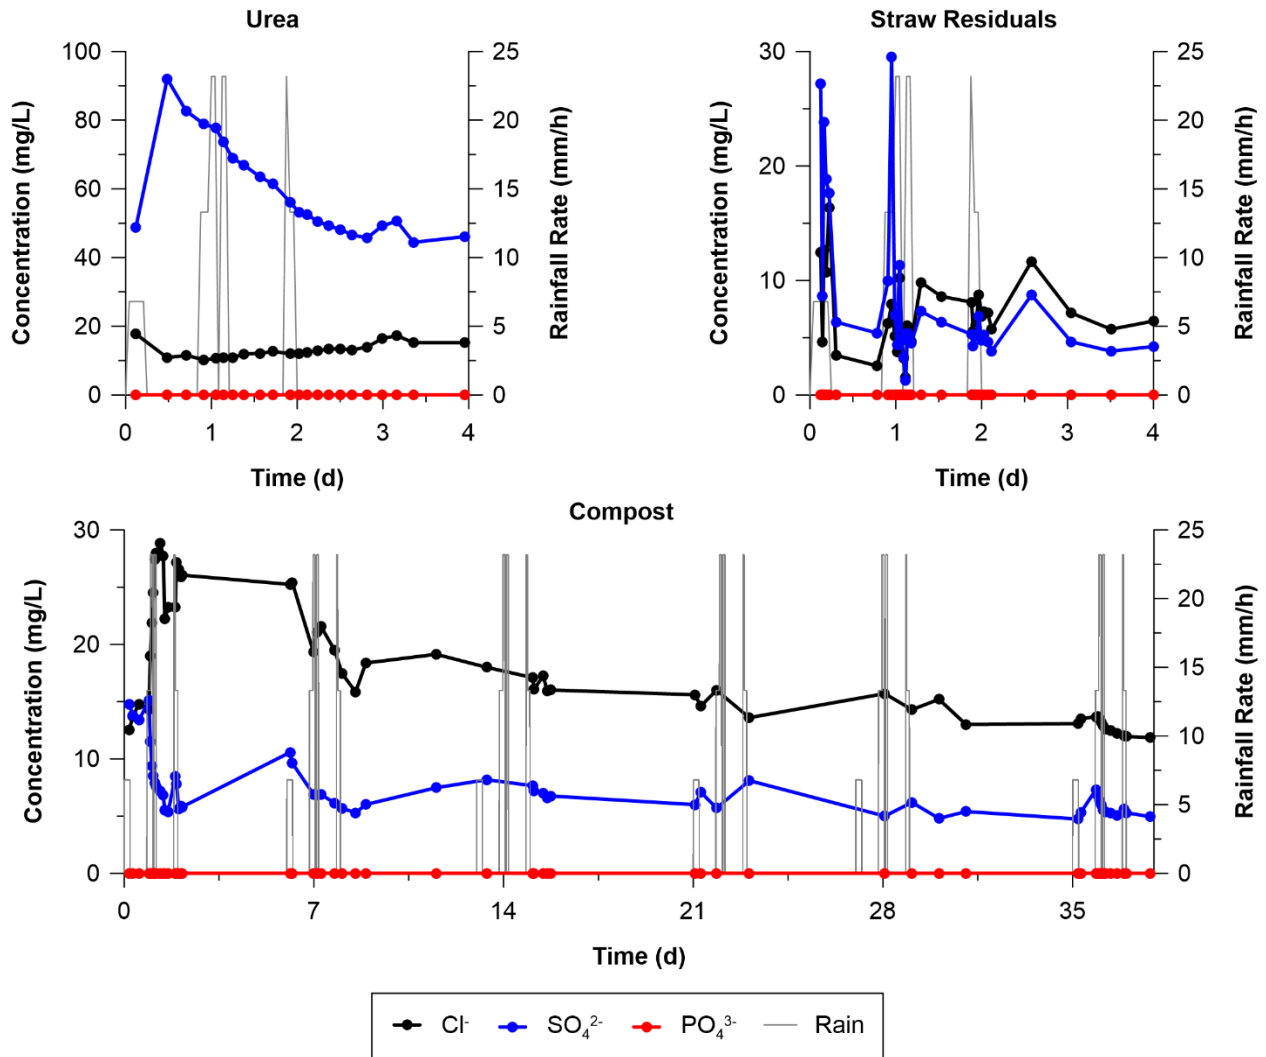 Urea
Straw Residuals
100
80
60
40
20
0
Concentration (mg/L)
25
20
15
10
5
0
Rainfall Rate (mm/h)
0 1 2 3 4
Time (d)
30
20
10
0
Concentration (mg/L)
25
20
15
10
5
0
Rainfall Rate (mm/h)
0 1 2 3 4
Time (d)
Compost
30
20
10
0
Concentration (mg/L)
25
20
15
10
5
0
Rainfall Rate (mm/h)
0 7 14 21 28 35
Time (d)
Cl⁻ SO₄²⁻ PO₄³⁻ Rain